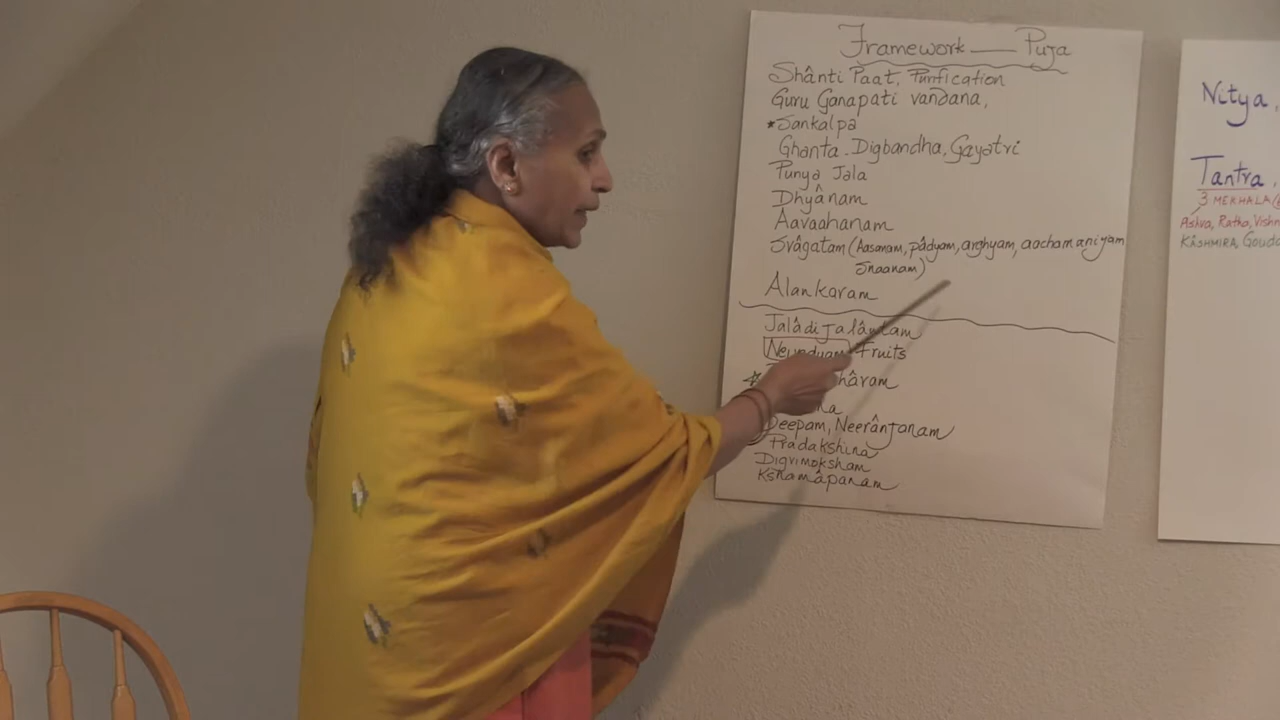 Framework — Puja
Shânti Paat, Purification
Guru Ganapati vandana,
*Sankalpa
Ghanta. Digbandha, Gayatri
Punya Jala
Dhyânam
Aavaahanam
Svâgatam (Aasanam, pâdyam, arghyam, aachamaniyam
Snaanam)
Alankaram
Jalâdi Jalântam
Fruits
hâram
na
Deepam, Neerânjanam
Pradakshina
Digvimoksham
Kshamâpanam
Nitya,
Tantra,
3 MEKHALA
Ashva, Ratha, Vishn
KÂSHMIRA, Gouda